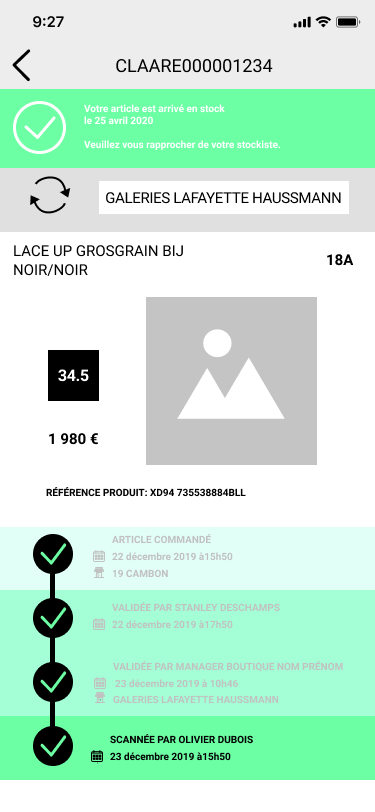 9:27
CLAARE000001234
Votre article est arrivé en stock
le 25 avril 2020
Veuillez vous rapprocher de votre stockiste.
GALERIES LAFAYETTE HAUSSMANN
LACE UP GROSGRAIN BIJ
NOIR/NOIR
18A
34.5
1 980 €
RÉFÉRENCE PRODUIT: XD94 735538884BLL
ARTICLE COMMANDÉ
22 décembre 2019 à15h50
19 CAMBON
VALIDÉE PAR STANLEY DESCHAMPS
22 décembre 2019 à17h50
VALIDÉE PAR MANAGER BOUTIQUE NOM PRÉNOM
23 décembre 2019 à 10h46
GALERIES LAFAYETTE HAUSSMANN
SCANNÉE PAR OLIVIER DUBOIS
23 décembre 2019 à15h50